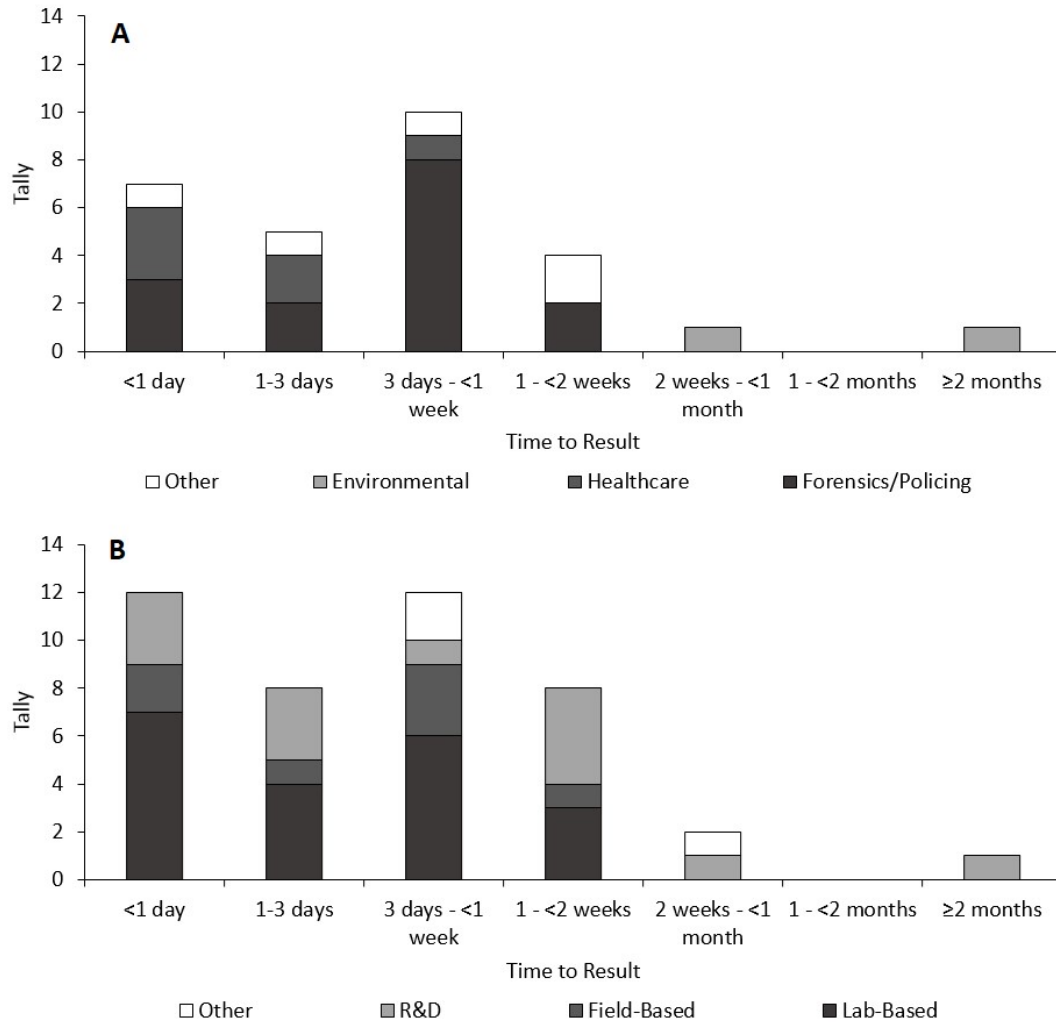 A
14
12
10
8
6
4
2
0
Tally
<1 day 1-3 days 3 days - <1 week 1 - <2 weeks 2 weeks - <1 month 1 - <2 months ≥2 months
Time to Result
Other Environmental Healthcare Forensics/Policing
B
14
12
10
8
6
4
2
0
Tally
<1 day 1-3 days 3 days - <1 week 1 - <2 weeks 2 weeks - <1 month 1 - <2 months ≥2 months
Time to Result
Other R&D Field-Based Lab-Based